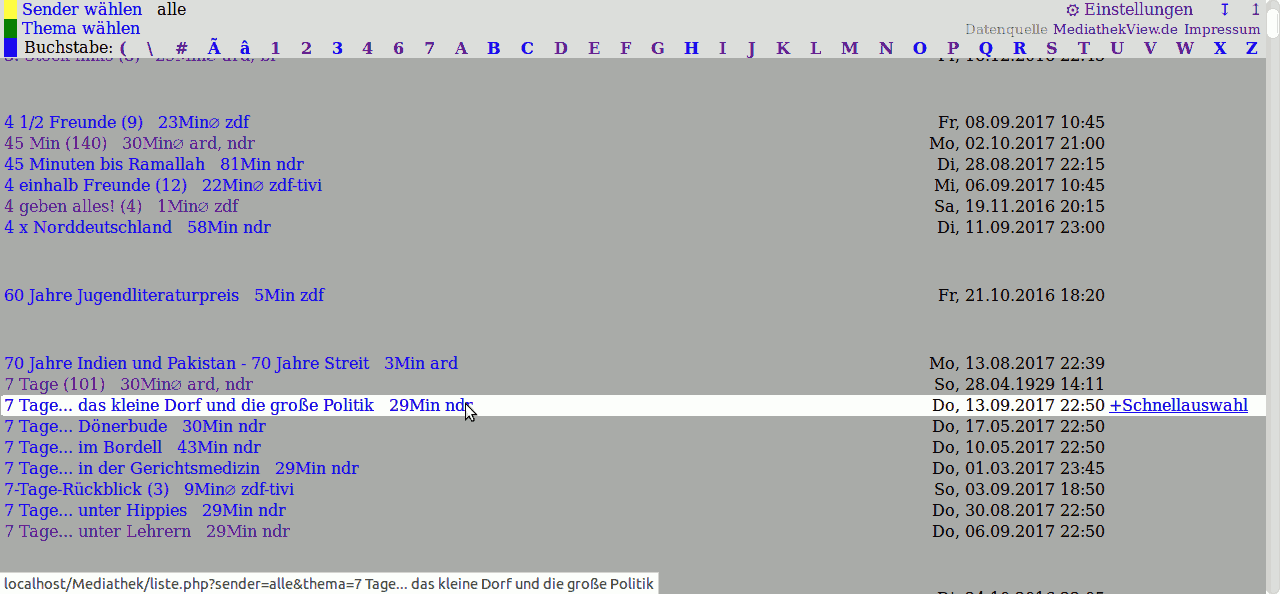 Sender wählen alle ⚙ Einstellungen ↧ ↥
Thema wählen Datenquelle MediathekView.de Impressum
Buchstabe: ( \ # Ã â 1 2 3 4 6 7 A B C D E F G H I J K L M N O P Q R S T U V W X Z
4 1/2 Freunde (9) 23Min∅ zdf Fr, 08.09.2017 10:45
45 Min (140) 30Min∅ ard, ndr Mo, 02.10.2017 21:00
45 Minuten bis Ramallah 81Min ndr Di, 28.08.2017 22:15
4 einhalb Freunde (12) 22Min∅ zdf-tivi Mi, 06.09.2017 10:45
4 geben alles! (4) 1Min∅ zdf Sa, 19.11.2016 20:15
4 x Norddeutschland 58Min ndr Di, 11.09.2017 23:00
60 Jahre Jugendliteraturpreis 5Min zdf Fr, 21.10.2016 18:20
70 Jahre Indien und Pakistan - 70 Jahre Streit 3Min ard Mo, 13.08.2017 22:39
7 Tage (101) 30Min∅ ard, ndr So, 28.04.1929 14:11
7 Tage... das kleine Dorf und die große Politik 29Min ndr Do, 13.09.2017 22:50 +Schnellauswahl
7 Tage... Dönerbude 30Min ndr Do, 17.05.2017 22:50
7 Tage... im Bordell 43Min ndr Do, 10.05.2017 22:50
7 Tage... in der Gerichtsmedizin 29Min ndr Do, 01.03.2017 23:45
7-Tage-Rückblick (3) 9Min∅ zdf-tivi So, 03.09.2017 18:50
7 Tage... unter Hippies 29Min ndr Do, 30.08.2017 22:50
7 Tage... unter Lehrern 29Min ndr Do, 06.09.2017 22:50
localhost/Mediathek/liste.php?sender=alle&thema=7 Tage... das kleine Dorf und die große Politik